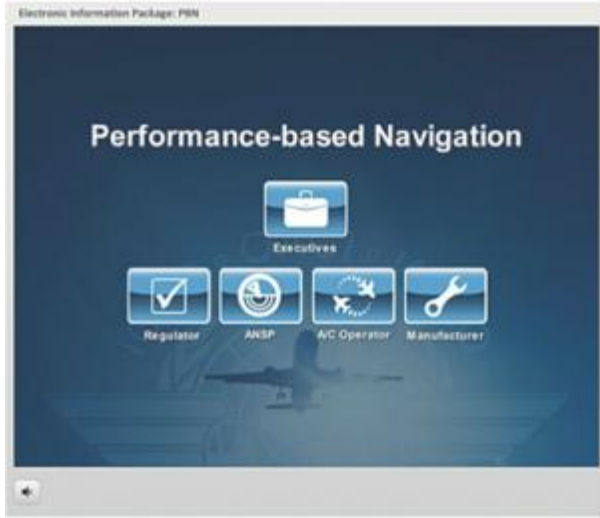 Electronic Information Package: PBN
Performance-based Navigation
Executives
Regulator
ANSP
A/C Operator
Manufacturer